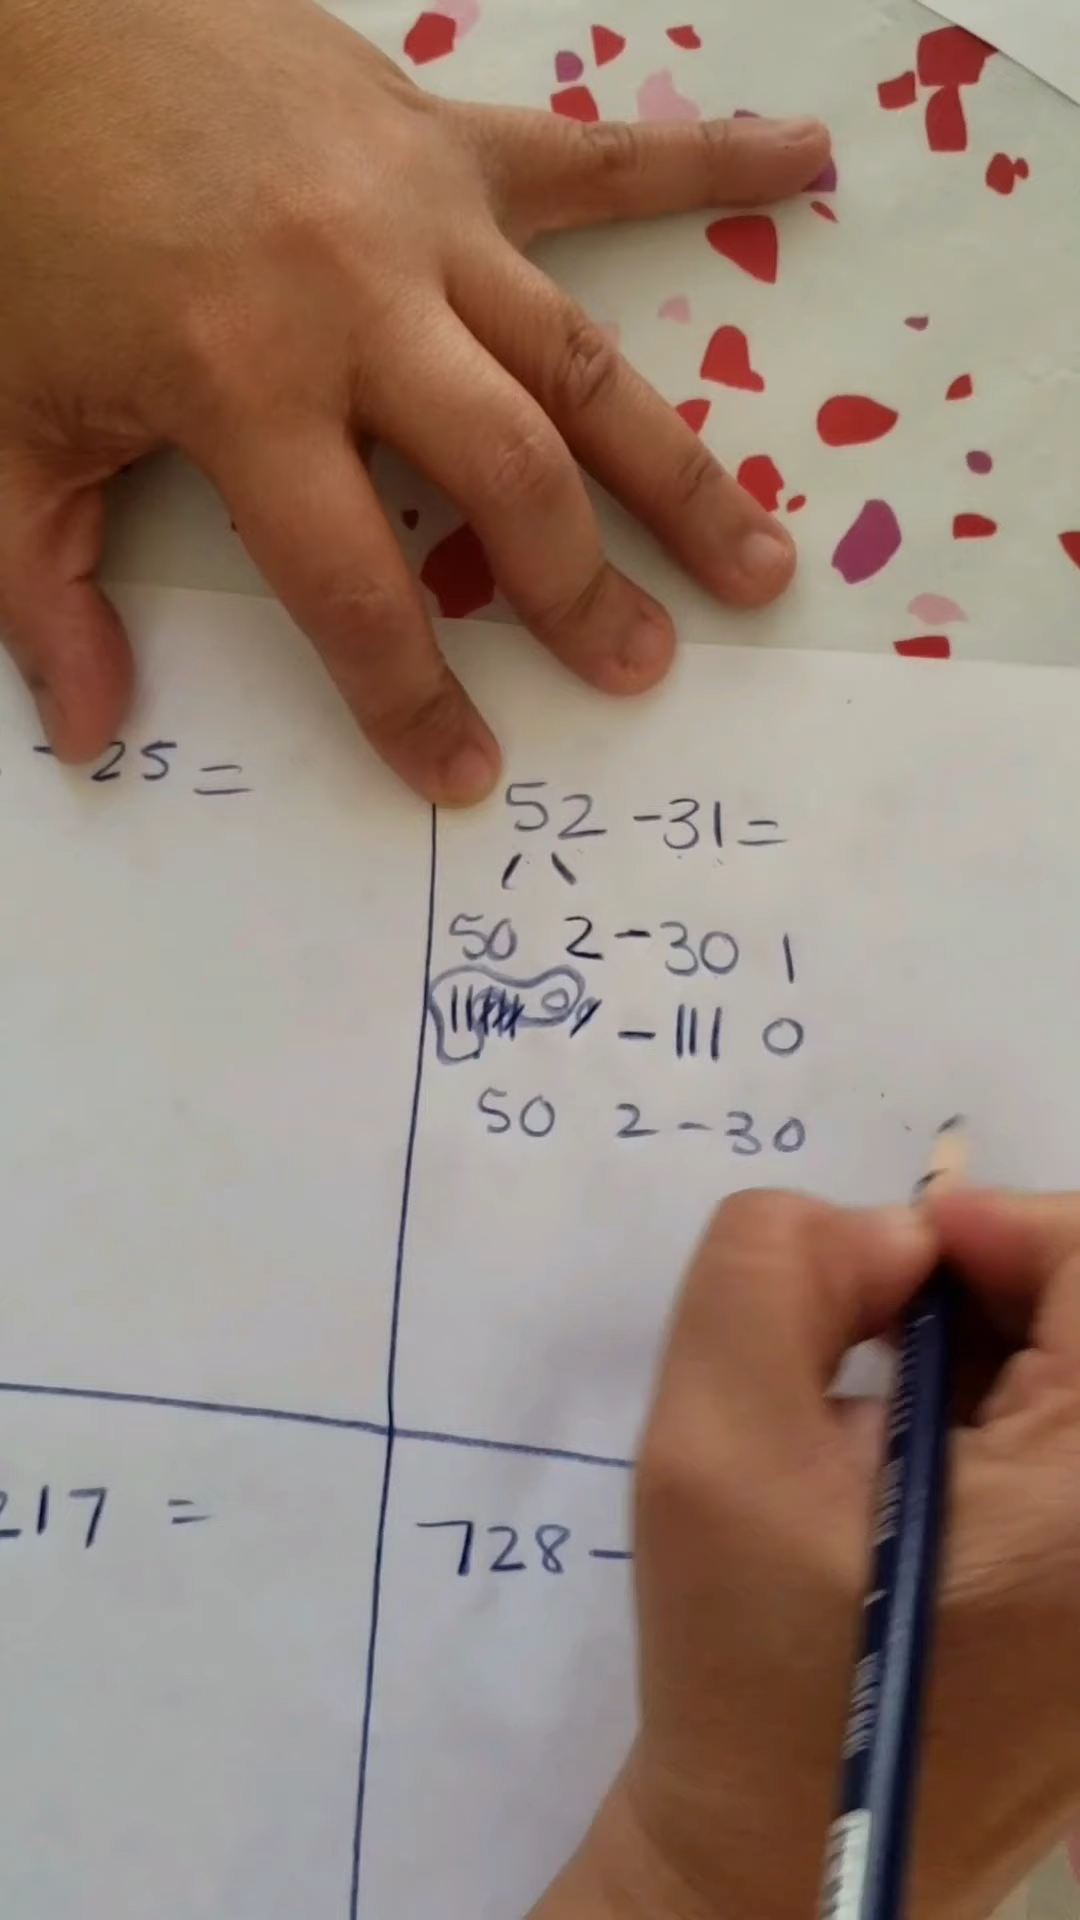 - 25 =
52 - 31 =
50 2 - 30 1
- 111 0
50 2 - 30
217 =
728 -